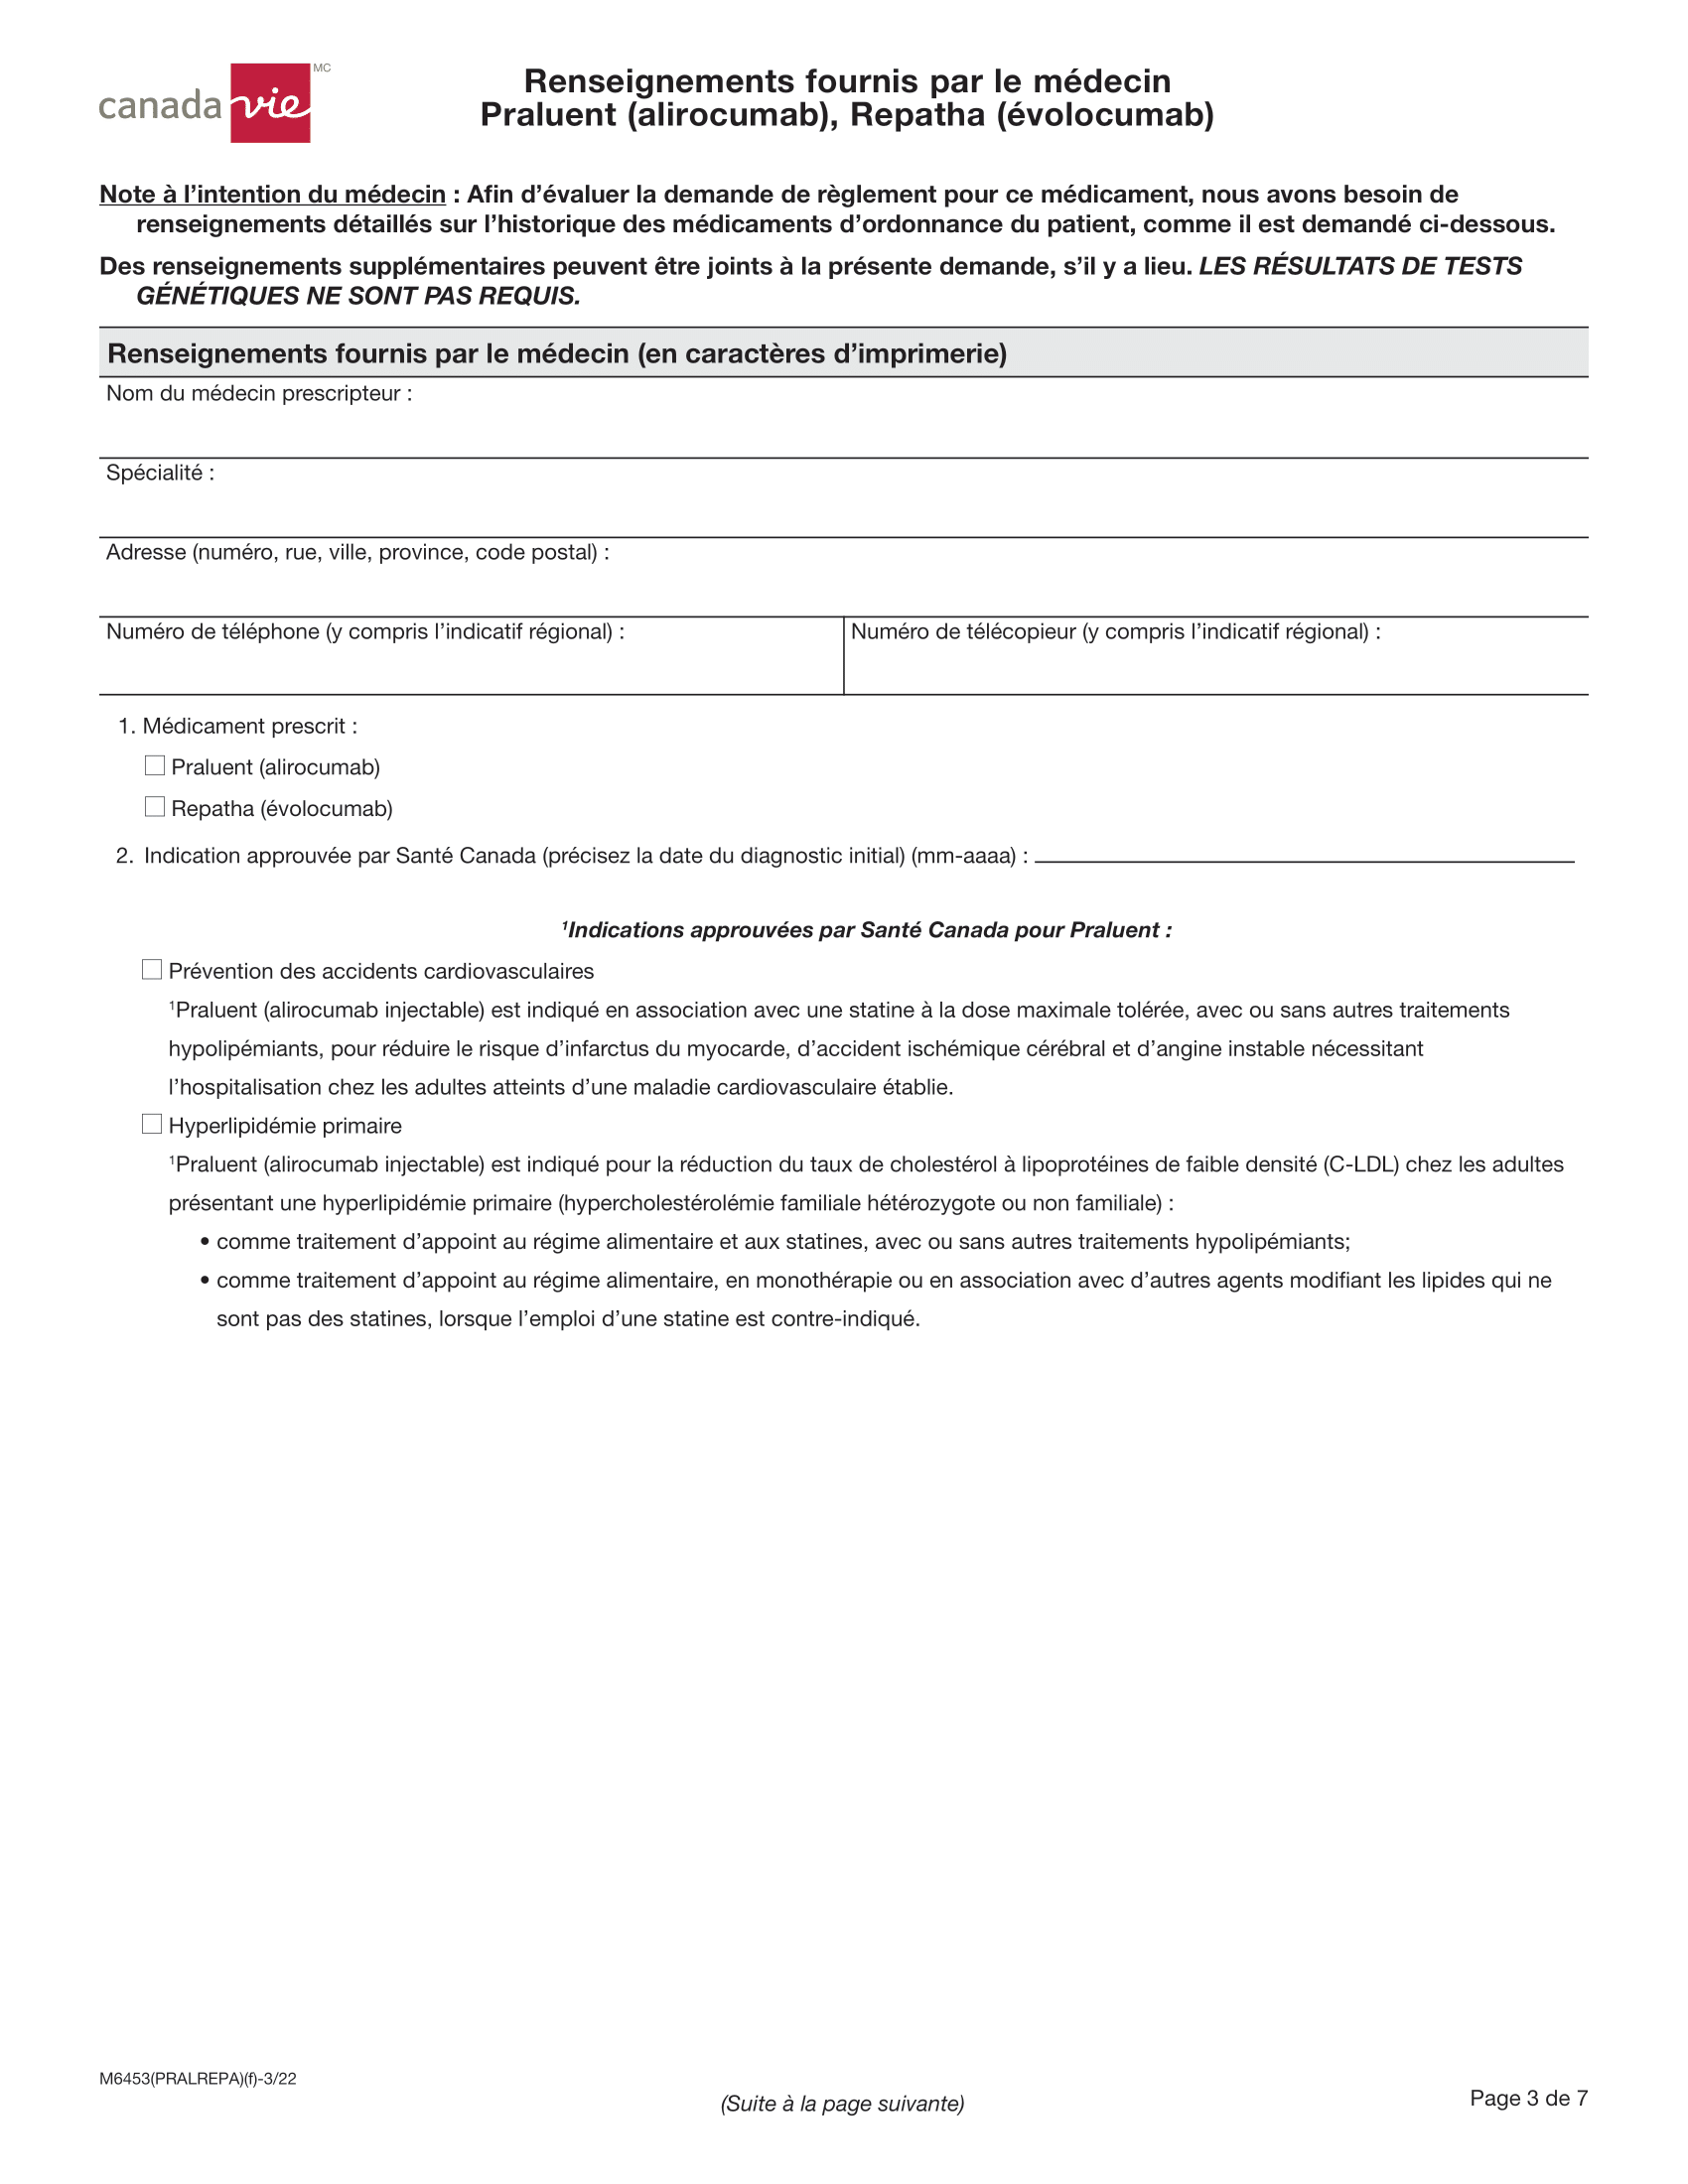 canada vie MC
Renseignements fournis par le médecin
Praluent (alirocumab), Repatha (évolocumab)
Note à l’intention du médecin : Afin d’évaluer la demande de règlement pour ce médicament, nous avons besoin de
renseignements détaillés sur l’historique des médicaments d’ordonnance du patient, comme il est demandé ci-dessous.
Des renseignements supplémentaires peuvent être joints à la présente demande, s’il y a lieu. LES RÉSULTATS DE TESTS
GÉNÉTIQUES NE SONT PAS REQUIS.
Renseignements fournis par le médecin (en caractères d’imprimerie)
Nom du médecin prescripteur :
Spécialité :
Adresse (numéro, rue, ville, province, code postal) :
Numéro de téléphone (y compris l’indicatif régional) :
Numéro de télécopieur (y compris l’indicatif régional) :
1. Médicament prescrit :
☐ Praluent (alirocumab)
☐ Repatha (évolocumab)
2. Indication approuvée par Santé Canada (précisez la date du diagnostic initial) (mm-aaaa) :
¹Indications approuvées par Santé Canada pour Praluent :
☐ Prévention des accidents cardiovasculaires
¹Praluent (alirocumab injectable) est indiqué en association avec une statine à la dose maximale tolérée, avec ou sans autres traitements
hypolipémiants, pour réduire le risque d’infarctus du myocarde, d’accident ischémique cérébral et d’angine instable nécessitant
l’hospitalisation chez les adultes atteints d’une maladie cardiovasculaire établie.
☐ Hyperlipidémie primaire
¹Praluent (alirocumab injectable) est indiqué pour la réduction du taux de cholestérol à lipoprotéines de faible densité (C-LDL) chez les adultes
présentant une hyperlipidémie primaire (hypercholestérolémie familiale hétérozygote ou non familiale) :
• comme traitement d’appoint au régime alimentaire et aux statines, avec ou sans autres traitements hypolipémiants;
• comme traitement d’appoint au régime alimentaire, en monothérapie ou en association avec d’autres agents modifiant les lipides qui ne
sont pas des statines, lorsque l’emploi d’une statine est contre-indiqué.
M6453(PRALREPA)(f)-3/22
(Suite à la page suivante)
Page 3 de 7